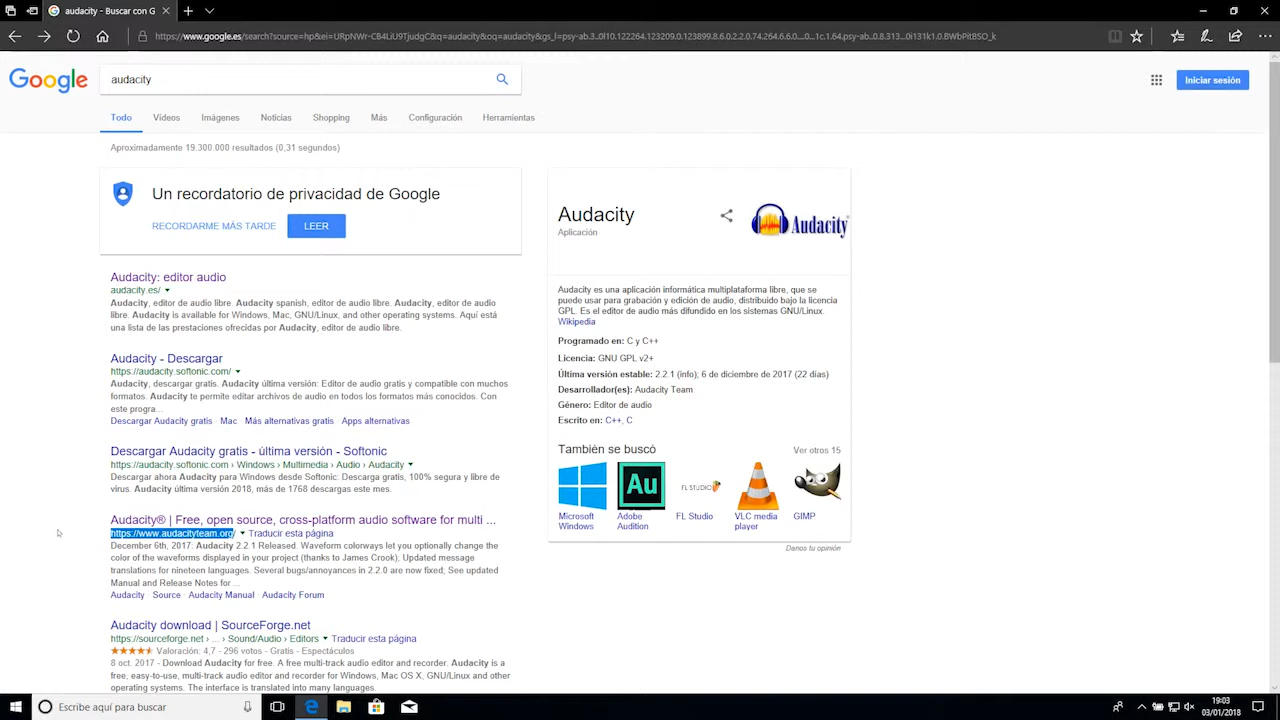 audacity - Buscar con G
https://www.google.es/search?hp&ei=URpNWr-CB4LiU9TjudgC&q=audacity&oq=audacity&gs_l=psy-ab.3..0l10.122264.123209.0.123899.8.6.0.2.2.0.74.264.6.6.0....0...1c.1.64.psy-ab..0.8.313...0i131k1.0.BWbPitBSO_k
Google
audacity
Iniciar sesión
Todo Vídeos Imágenes Noticias Shopping Más Configuración Herramientas
Aproximadamente 19.300.000 resultados (0,31 segundos)
Un recordatorio de privacidad de Google
RECORDARME MÁS TARDE LEER
Audacity: editor audio
audacity.es/
Audacity, editor de audio libre. Audacity spanish, editor de audio libre. Audacity, editor de audio
libre. Audacity is available for Windows, Mac, GNU/Linux, and other operating systems. Aquí está
una lista de las prestaciones ofrecidas por Audacity, editor de audio libre.
Audacity - Descargar
https://audacity.softonic.com/
Audacity, descargar gratis. Audacity última versión: Editor de audio gratis y compatible con muchos
formatos. Audacity te permite editar archivos de audio en todos los formatos más conocidos. Con
este progra...
Descargar Audacity gratis · Mac · Más alternativas gratis · Apps alternativas
Descargar Audacity gratis - última versión - Softonic
https://audacity.softonic.com › Windows › Multimedia › Audio › Audacity
Descargar ahora Audacity para Windows desde Softonic: Descarga gratis, 100% segura y libre de
virus. Audacity última versión 2018, más de 1768 descargas este mes.
Audacity® | Free, open source, cross-platform audio software for multi ...
https://www.audacityteam.org/ Traducir esta página
December 6th, 2017: Audacity 2.2.1 Released. Waveform colorways let you optionally change the
color of the waveforms displayed in your project (thanks to James Crook); Updated message
translations for nineteen languages. Several bugs/annoyances in 2.2.0 are now fixed; See updated
Manual and Release Notes for ...
Audacity · Source · Audacity Manual · Audacity Forum
Audacity download | SourceForge.net
https://sourceforge.net › ... › Sound/Audio › Editors Traducir esta página
Valoración: 4,7 - 296 votos - Gratis - Espectáculos
8 oct. 2017 - Download Audacity for free. A free multi-track audio editor and recorder. Audacity is a
free, easy-to-use, multi-track audio editor and recorder for Windows, Mac OS X, GNU/Linux and other
operating systems. The interface is translated into many languages.
Audacity
Aplicación
Audacity
Audacity es una aplicación informática multiplataforma libre, que se
puede usar para grabación y edición de audio, distribuido bajo la licencia
GPL. Es el editor de audio más difundido en los sistemas GNU/Linux.
Wikipedia
Programado en: C y C++
Licencia: GNU GPL v2+
Última versión estable: 2.2.1 (info); 6 de diciembre de 2017 (22 días)
Desarrollador(es): Audacity Team
Género: Editor de audio
Escrito en: C++, C
También se buscó Ver otros 15
Au
FL STUDIO
Microsoft Windows
Adobe Audition
FL Studio
VLC media player
GIMP
Danos tu opinión
Escribe aquí para buscar
19:03
03/01/2018